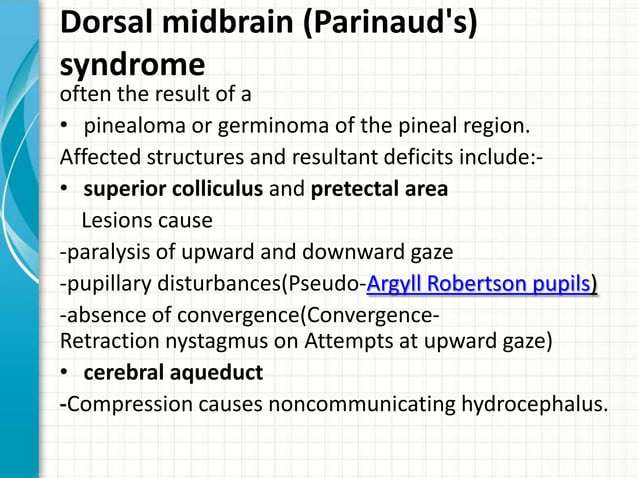 Dorsal midbrain (Parinaud's)
syndrome
often the result of a
• pinealoma or germinoma of the pineal region.
Affected structures and resultant deficits include:-
• superior colliculus and pretectal area
Lesions cause
-paralysis of upward and downward gaze
-pupillary disturbances(Pseudo-Argyll Robertson pupils)
-absence of convergence(Convergence-
Retraction nystagmus on Attempts at upward gaze)
• cerebral aqueduct
-Compression causes noncommunicating hydrocephalus.